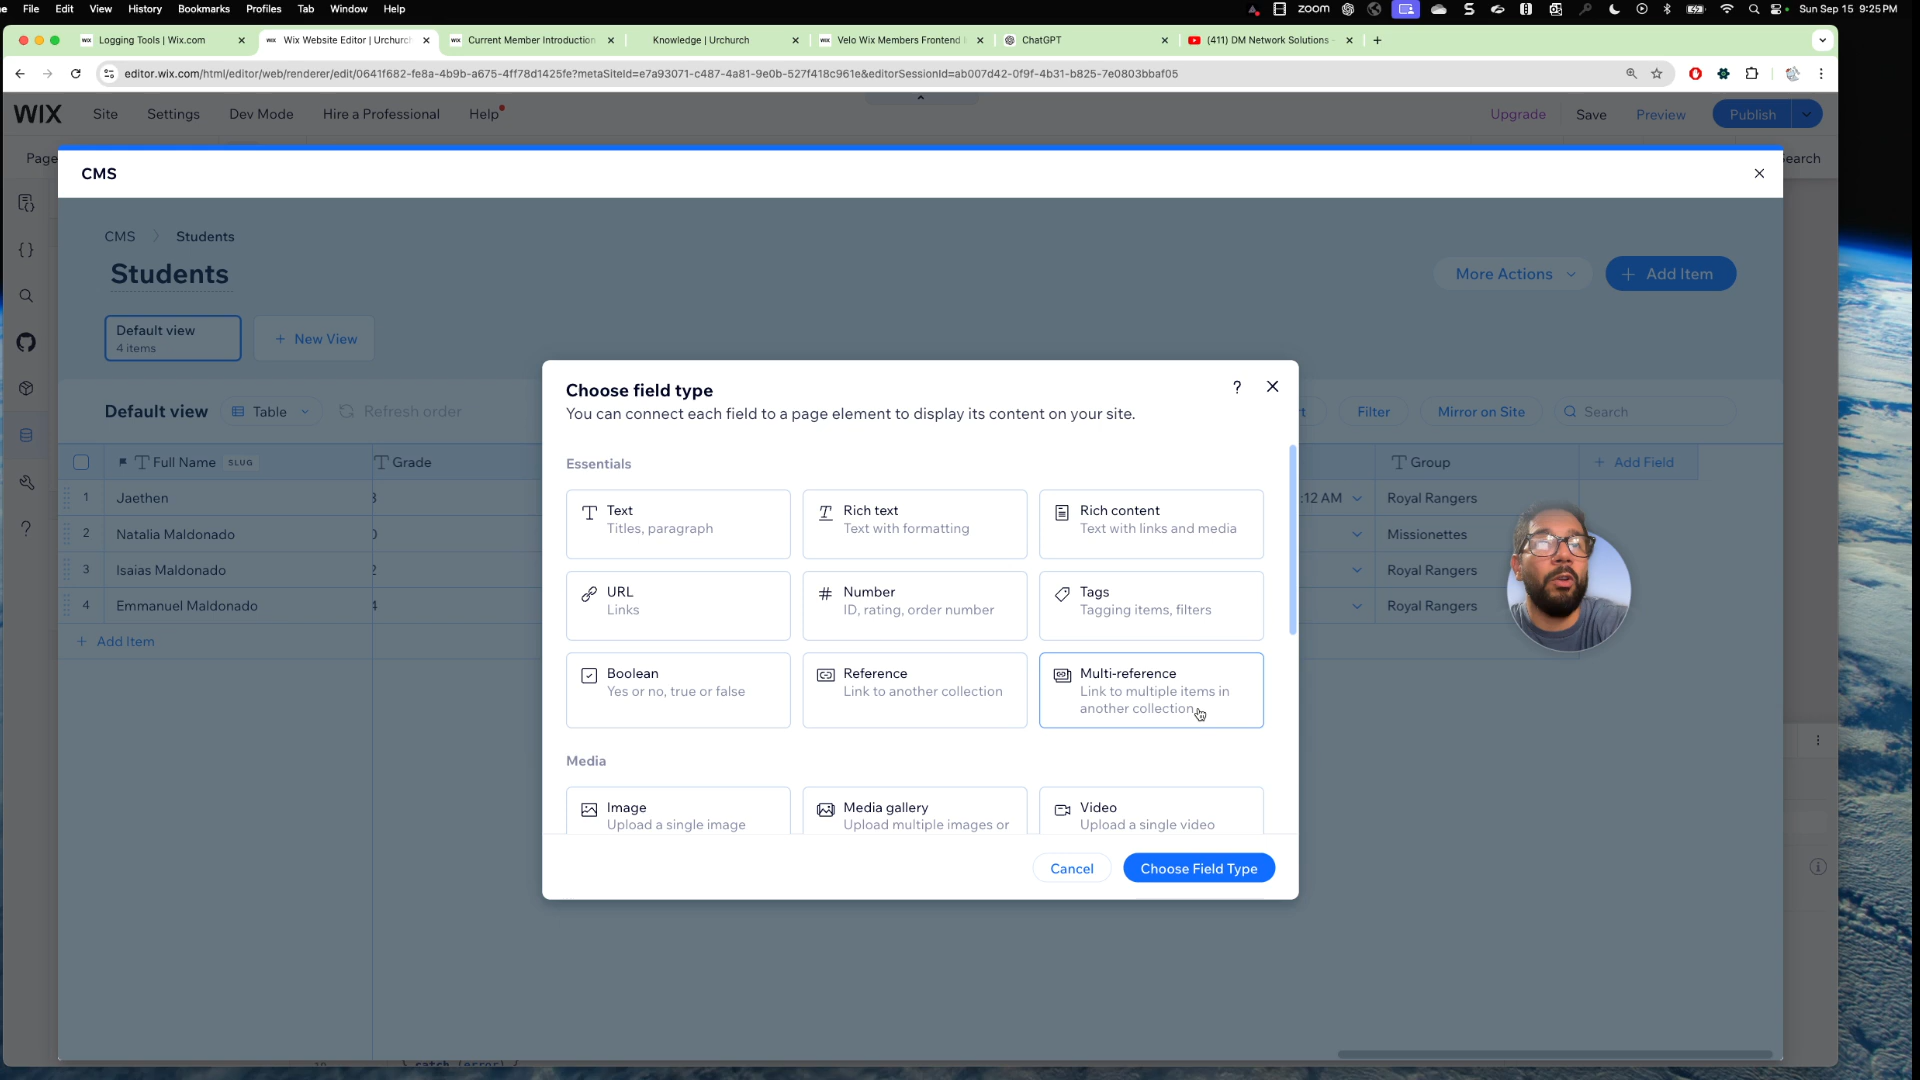 File Edit View History Bookmarks Profiles Tab Window Help
zoom
Sun Sep 15 9:25 PM
Logging Tools | Wix.com
Wix Website Editor | Urchurch
Current Member Introduction
Knowledge | Urchurch
Velo Wix Members Frontend
ChatGPT
(411) DM Network Solutions -
editor.wix.com/html/editor/web/renderer/edit/0641f682-fe8a-4b9b-a675-4ff78d1425fe?metaSiteId=e7a93071-c487-4a81-9e0b-527f418c961e&editorSessionId=ab007d42-0f9f-4b31-b825-7e0803bbaf05
WIX Site Settings Dev Mode Hire a Professional Help
Upgrade Save Preview Publish
Page
earch
CMS
CMS > Students
Students
More Actions
+ Add Item
Default view
4 items
+ New View
Default view Table Refresh order
Filter Mirror on Site Search
Full Name SLUG Grade Group + Add Field
1 Jaethen :12 AM Royal Rangers
2 Natalia Maldonado Missionettes
3 Isaias Maldonado Royal Rangers
4 Emmanuel Maldonado Royal Rangers
+ Add Item
Choose field type
?
You can connect each field to a page element to display its content on your site.
Essentials
Text
Titles, paragraph
Rich text
Text with formatting
Rich content
Text with links and media
URL
Links
Number
ID, rating, order number
Tags
Tagging items, filters
Boolean
Yes or no, true or false
Reference
Link to another collection
Multi-reference
Link to multiple items in
another collection
Media
Image
Upload a single image
Media gallery
Upload multiple images or
Video
Upload a single video
Cancel
Choose Field Type